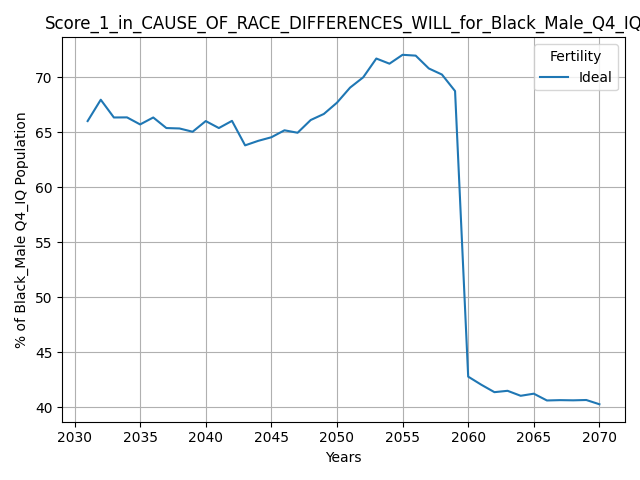 Score_1_in_CAUSE_OF_RACE_DIFFERENCES_WILL_for_Black_Male_Q4_IQ
Fertility
Ideal
% of Black_Male Q4_IQ Population
70
65
60
55
50
45
40
2030 2035 2040 2045 2050 2055 2060 2065 2070
Years